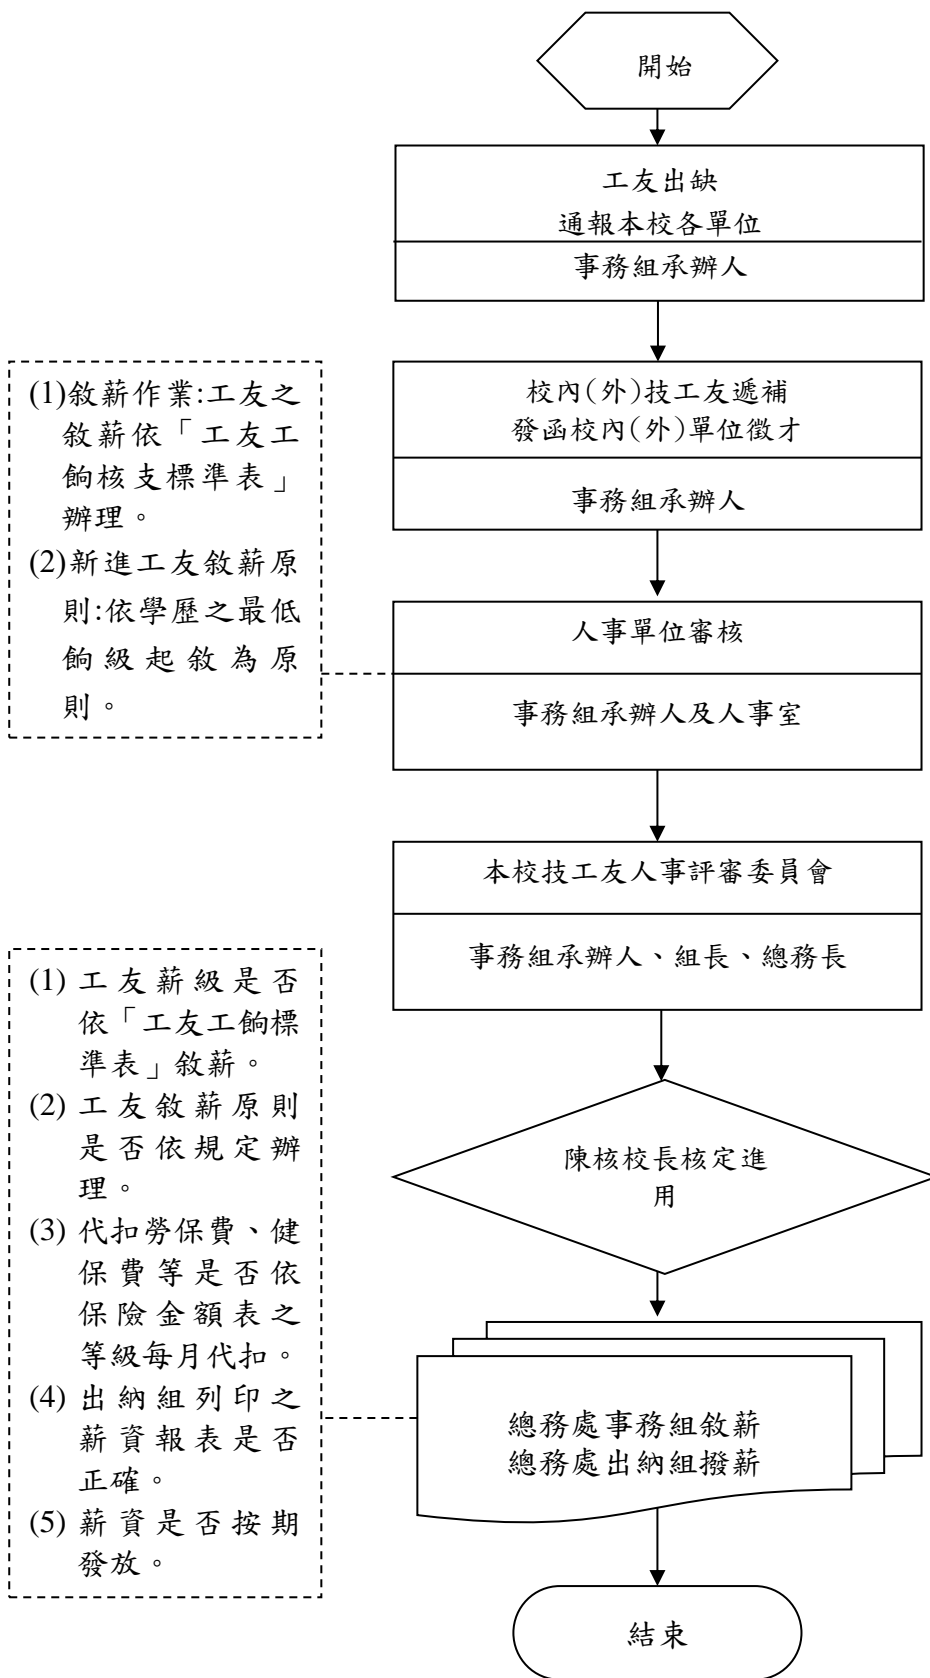 開始
工友出缺
通報本校各單位
事務組承辦人
校內(外)技工友遞補
發函校內(外)單位徵才
事務組承辦人
(1)敘薪作業:工友之
敘薪依「工友工
餉核支標準表」
辦理。
(2)新進工友敘薪原
則:依學歷之最低
餉級起敘為原
則。
人事單位審核
事務組承辦人及人事室
本校技工友人事評審委員會
事務組承辦人、組長、總務長
(1) 工友薪級是否
依「工友工餉標
準表」敘薪。
(2) 工友敘薪原則
是否依規定辦
理。
(3) 代扣勞保費、健
保費等是否依
保險金額表之
等級每月代扣。
(4) 出納組列印之
薪資報表是否
正確。
(5) 薪資是否按期
發放。
陳核校長核定進
用
總務處事務組敘薪
總務處出納組撥薪
結束